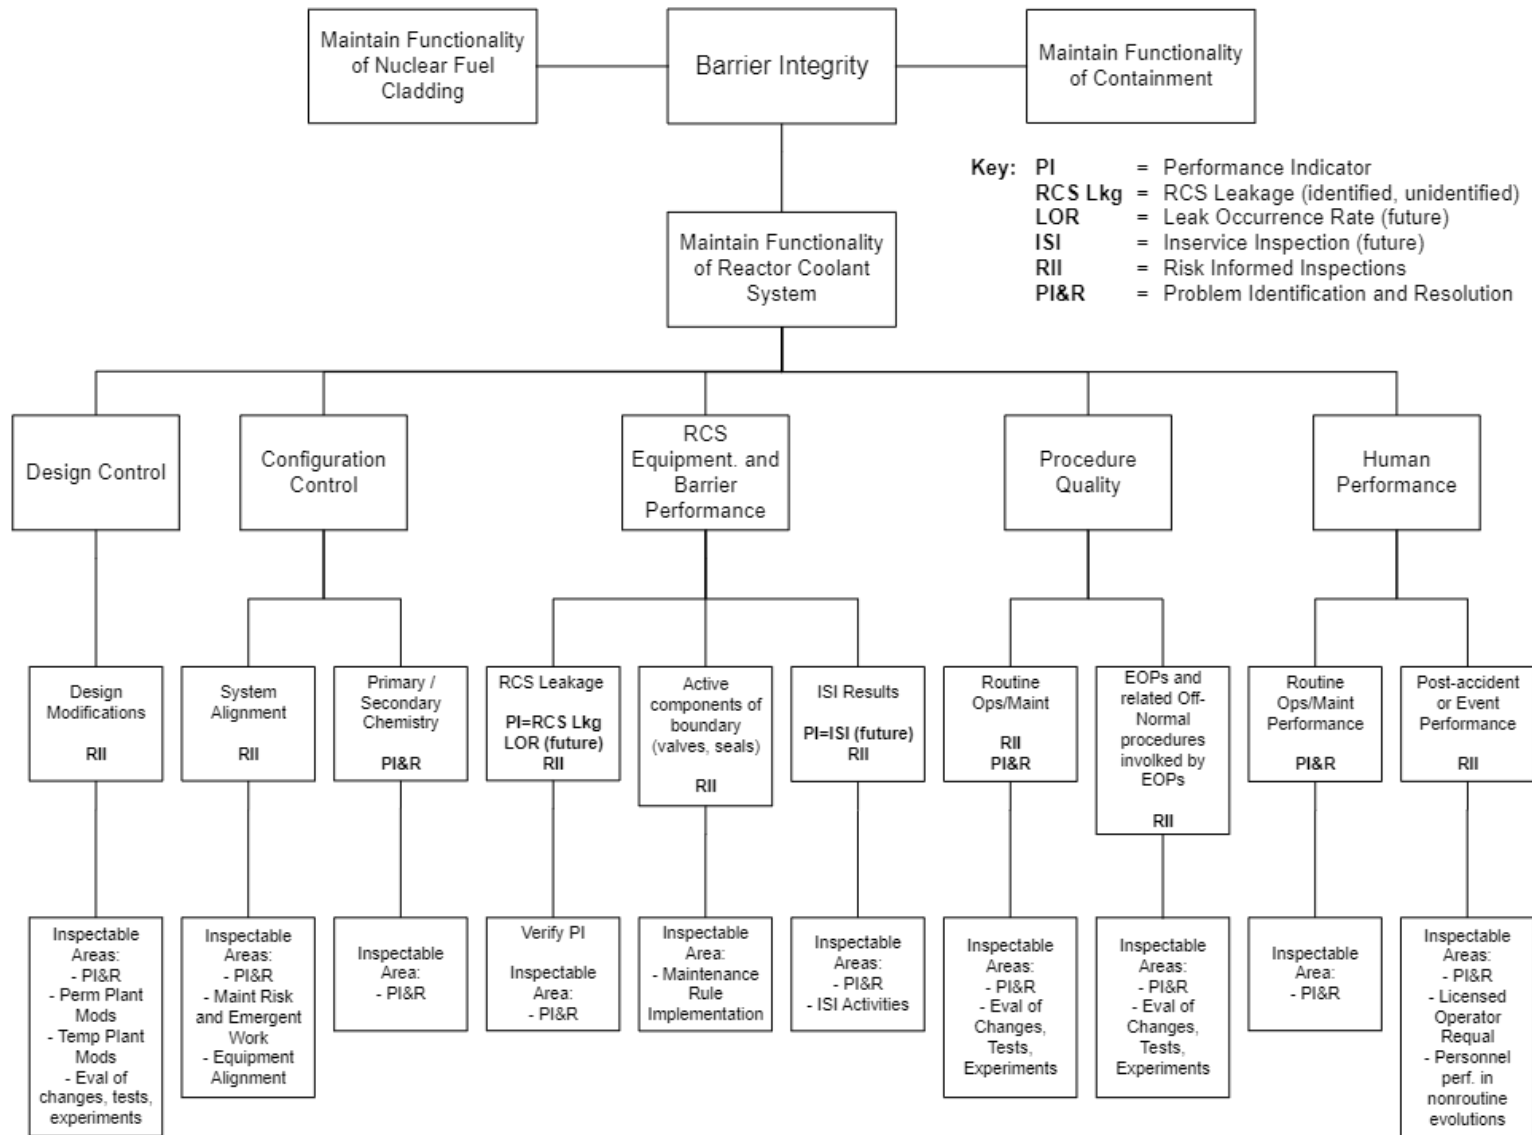 Maintain Functionality
of Nuclear Fuel
Cladding
Barrier Integrity
Maintain Functionality
of Containment
Key: PI = Performance Indicator
RCS Lkg = RCS Leakage (identified, unidentified)
LOR = Leak Occurrence Rate (future)
ISI = Inservice Inspection (future)
RII = Risk Informed Inspections
PI&R = Problem Identification and Resolution
Maintain Functionality
of Reactor Coolant
System
Design Control
Configuration
Control
RCS
Equipment. and
Barrier
Performance
Procedure
Quality
Human
Performance
Design
Modifications
RII
System
Alignment
RII
Primary /
Secondary
Chemistry
PI&R
RCS Leakage
PI=RCS Lkg
LOR (future)
RII
Active
components of
boundary
(valves, seals)
RII
ISI Results
PI=ISI (future)
RII
Routine
Ops/Maint
RII
PI&R
EOPs and
related Off-
Normal
procedures
involked by
EOPs
RII
Routine
Ops/Maint
Performance
PI&R
Post-accident
or Event
Performance
RII
Inspectable
Areas:
- PI&R
- Perm Plant
Mods
- Temp Plant
Mods
- Eval of
changes, tests,
experiments
Inspectable
Areas:
- PI&R
- Maint Risk
and Emergent
Work
- Equipment
Alignment
Inspectable
Area:
- PI&R
Verify PI
Inspectable
Area:
- PI&R
Inspectable
Area:
- Maintenance
Rule
Implementation
Inspectable
Areas:
- PI&R
- ISI Activities
Inspectable
Areas:
- PI&R
- Eval of
Changes,
Tests,
Experiments
Inspectable
Areas:
- PI&R
- Eval of
Changes,
Tests,
Experiments
Inspectable
Area:
- PI&R
Inspectable
Areas:
- PI&R
- Licensed
Operator
Requal
- Personnel
perf. in
nonroutine
evolutions